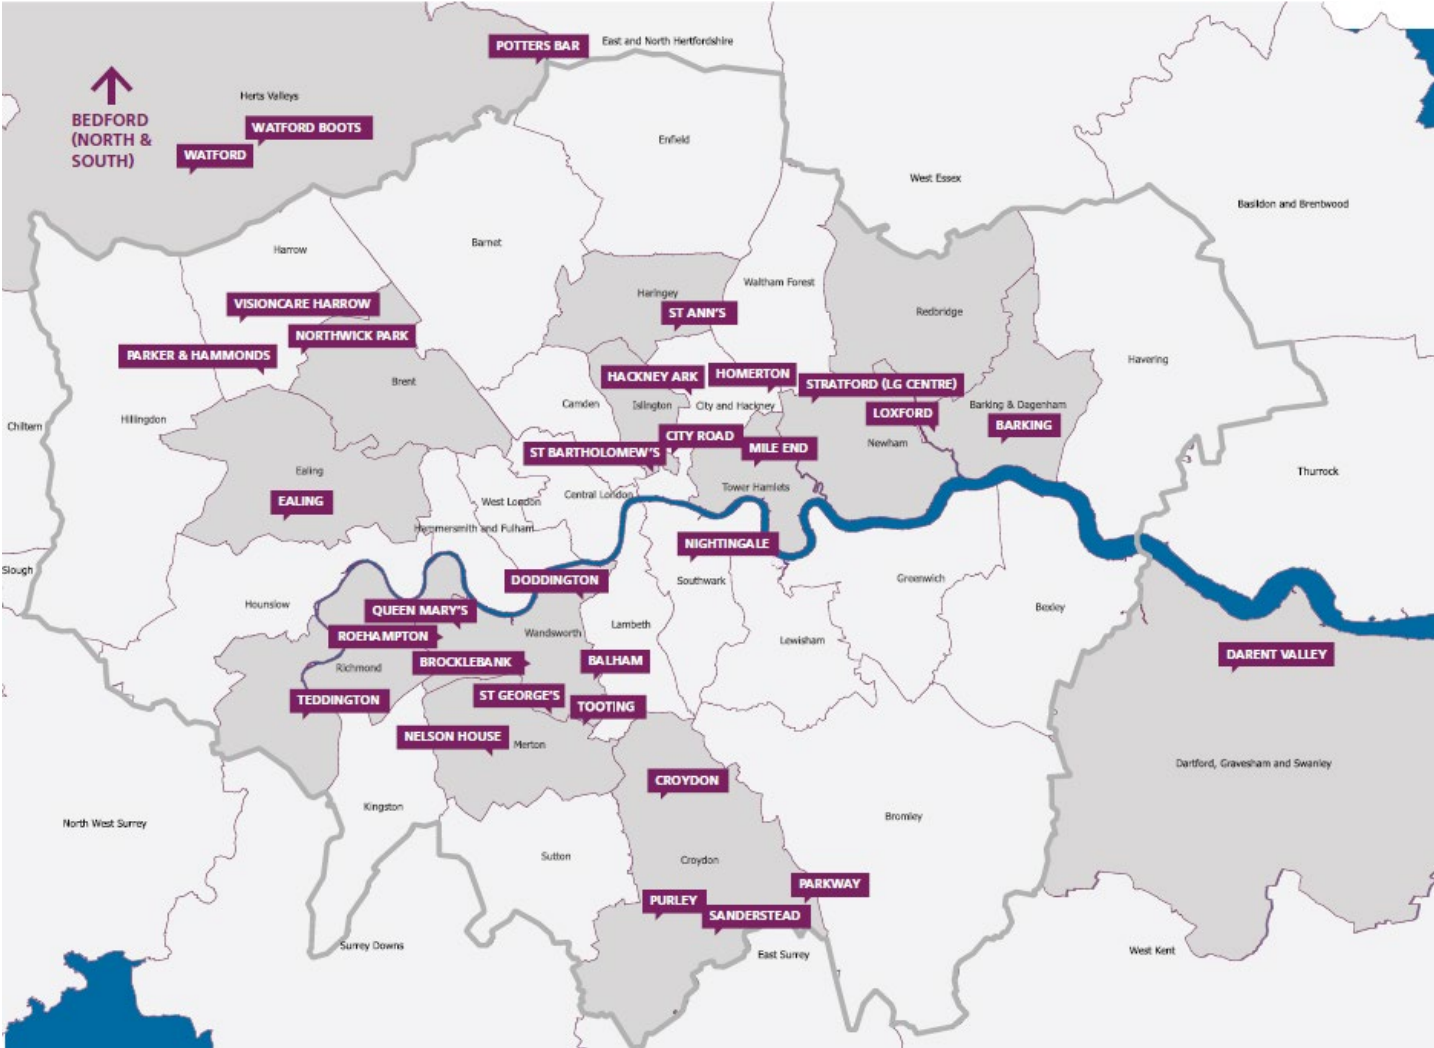 POTTERS BAR
East and North Hertfordshire
Herts Valleys
BEDFORD
(NORTH &
SOUTH)
WATFORD BOOTS
WATFORD
Enfield
West Essex
Basildon and Brentwood
Harrow
Barnet
Waltham Forest
Haringey
VISIONCARE HARROW
ST ANN'S
Redbridge
NORTHWICK PARK
PARKER & HAMMONDS
Havering
HACKNEY ARK
HOMERTON
STRATFORD (LG CENTRE)
Brent
Camden
Islington
City and Hackney
Barking & Dagenham
LOXFORD
Chiltern
Hillingdon
BARKING
CITY ROAD
MILE END
Newham
ST BARTHOLOMEW'S
Ealing
Thurrock
Tower Hamlets
EALING
West London
Central London
Hammersmith and Fulham
NIGHTINGALE
Slough
DODDINGTON
Southwark
Greenwich
Hounslow
QUEEN MARY'S
Bexley
Lambeth
ROEHAMPTON
Wandsworth
Lewisham
BROCKLEBANK
BALHAM
DARENT VALLEY
Richmond
TEDDINGTON
ST GEORGE'S
TOOTING
NELSON HOUSE
Merton
Dartford, Gravesham and Swanley
CROYDON
Kingston
North West Surrey
Bromley
Sutton
Croydon
PARKWAY
PURLEY
SANDERSTEAD
Surrey Downs
East Surrey
West Kent